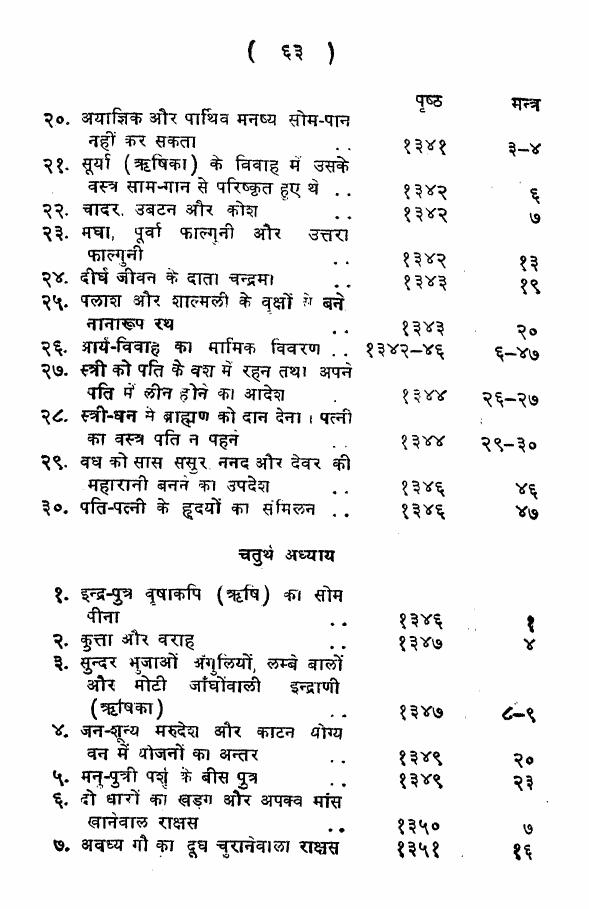 ( ६३ )
पृष्ठ मन्त्र
२०. अयाज्ञिक और पार्थिव मनष्य सोम-पान
नहीं कर सकता .. १३४१ ३-४
२१. सूर्या (ऋषिका) के विवाह में उसके
वस्त्र साम-गान से परिष्कृत हुए थे .. १३४२ ६
२२. चादर. उबटन और कोश .. १३४२ ७
२३. मघा, पूर्वा फाल्गुनी और उत्तरा
फाल्गुनी .. १३४२ १३
२४. दीर्घ जीवन के दाता चन्द्रमा .. १३४३ १९
२५. पलाश और शाल्मली के वृक्षों से बने
नानारूप रथ .. १३४३ २०
२६. आर्य-विवाह का मार्मिक विवरण .. १३४२-४६ ६-४७
२७. स्त्री को पति के वश में रहन तथा अपने
पति में लीन होने का आदेश . १३४४ २६-२७
२८. स्त्री-धन मे ब्राह्मण को दान देना। पत्नी
का वस्त्र पति न पहने .. १३४४ २९-३०
२९. वध को सास ससुर, ननद और देवर की
महारानी बनने का उपदेश .. १३४६ ४६
३०. पति-पत्नी के हृदयों का संमिलन .. १३४६ ४७
चतुर्थ अध्याय
१. इन्द्र-पुत्र वृषाकपि (ऋषि) का सोम
पीना .. १३४६ १
२. कुत्ता और वराह .. १३४७ ४
३. सुन्दर भुजाओं अंगुलियों, लम्बे बालों
और मोटी जाँघोंवाली इन्द्राणी
(ऋषिका) .. १३४७ ८-९
४. जन-शून्य मरुदेश और काटन योग्य
वन में योजनों का अन्तर .. १३४९ २०
५. मनु-पुत्री पर्शु के बीस पुत्र .. १३४९ २३
६. दो धारों का खड्ग और अपक्व मांस
खानेवाल राक्षस .. १३५० ७
७. अवध्य गौ का दूध चुरानेवाला राक्षस १३५१ १६